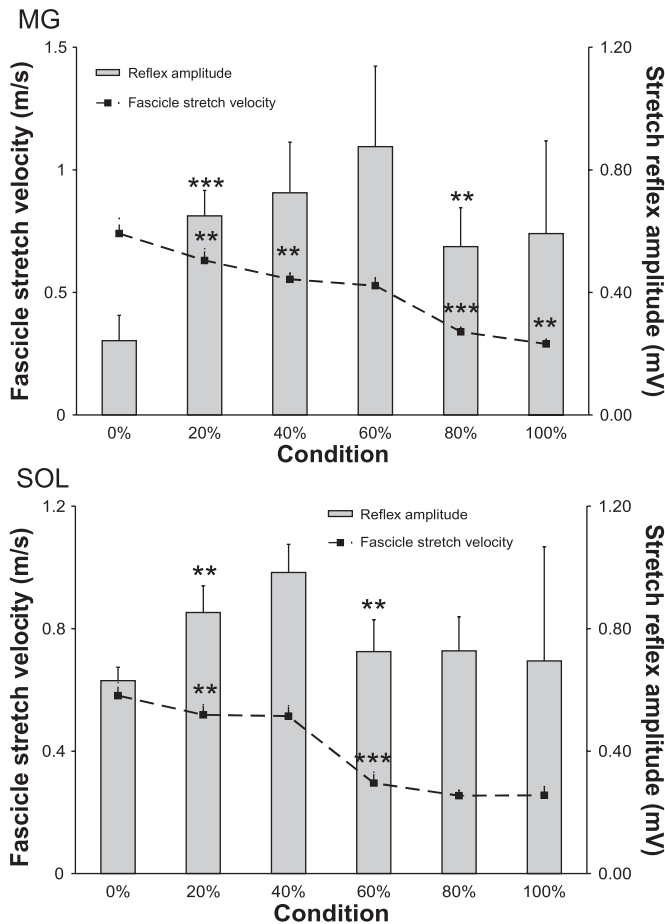 MG
1.5
1.20
Reflex amplitude
Fascicle stretch velocity
Fascicle stretch velocity (m/s)
Stretch reflex amplitude (mV)
***
**
**
**
1
0.80
0.5
0.40
***
**
0
0.00
0% 20% 40% 60% 80% 100%
Condition
SOL
1.2
1.20
Reflex amplitude
Fascicle stretch velocity
Fascicle stretch velocity (m/s)
Stretch reflex amplitude (mV)
**
**
0.8
0.80
**
***
0.4
0.40
0
0.00
0% 20% 40% 60% 80% 100%
Condition